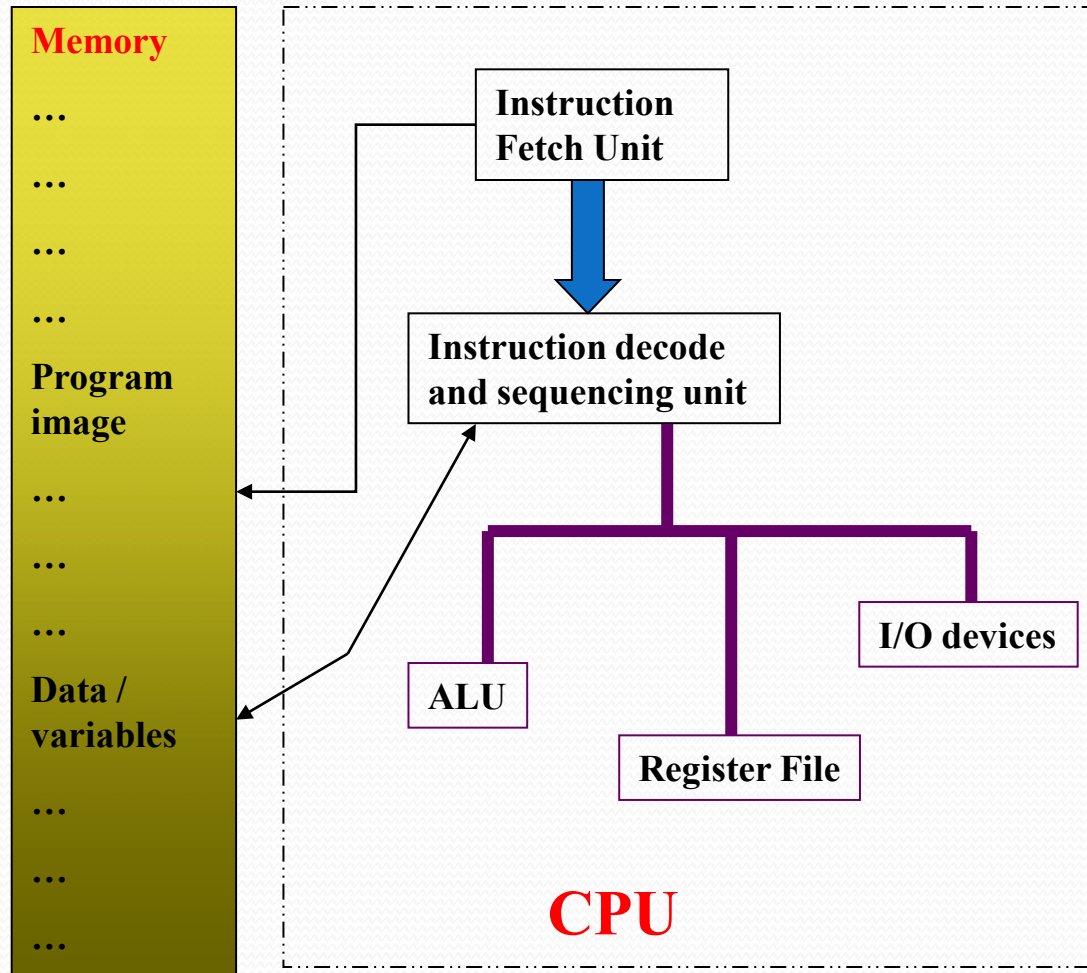 Memory
…
…
…
…
Program
image
…
…
…
Data /
variables
…
…
…
Instruction
Fetch Unit
Instruction decode
and sequencing unit
I/O devices
ALU
Register File
CPU